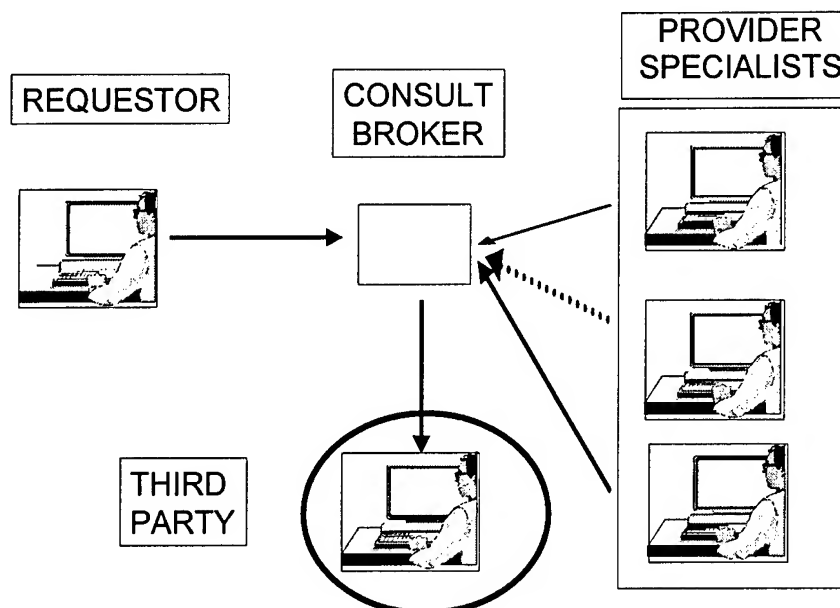 REQUESTOR
CONSULT
BROKER
PROVIDER
SPECIALISTS
THIRD
PARTY